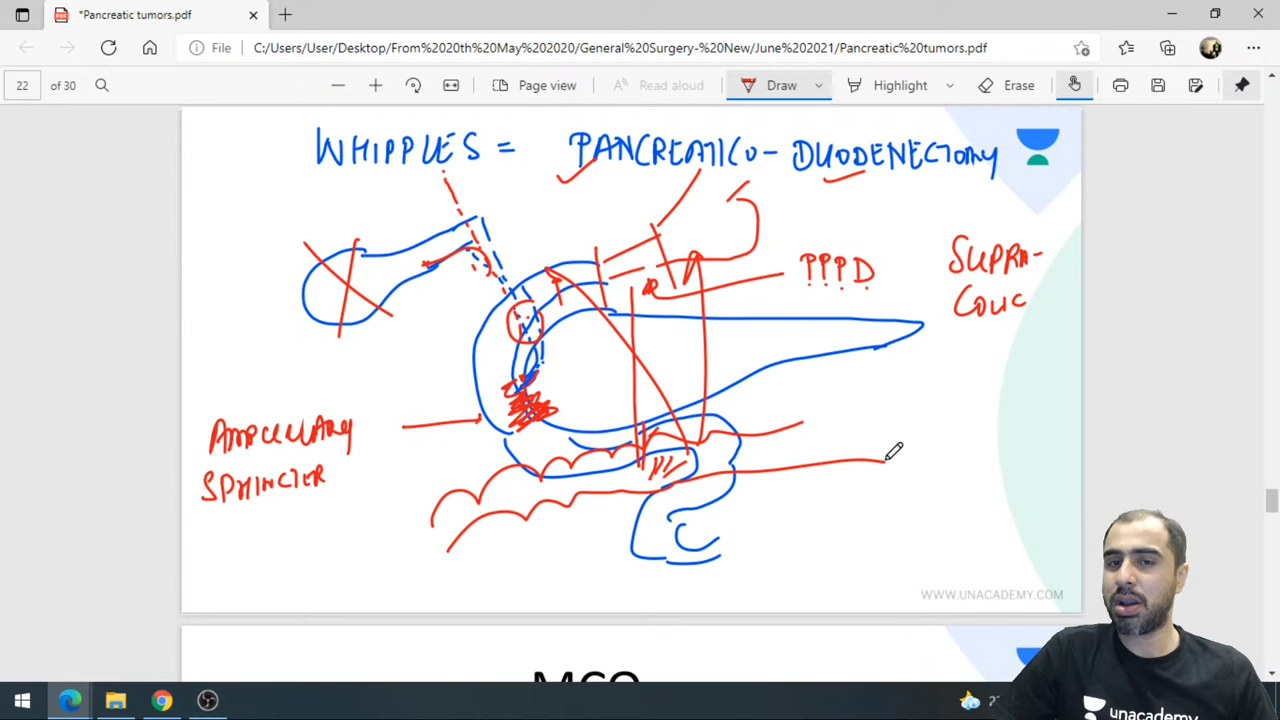 *Pancreatic tumors.pdf
File C:/Users/User/Desktop/From%2020th%20May%202020/General%20Surgery-%20New/June%202021/Pancreatic%20tumors.pdf
22 of 30 Page view Read aloud Draw Highlight Erase
WHIPPLES = PANCREATICO-DUODENECTOMY
PPPD
SUPRA-
COLIC
AMPULLARY
SPHINCTER
WWW.UNACADEMY.COM
MCQ
unacademy